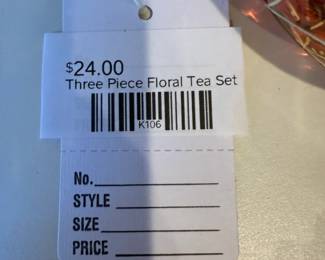 $24.00
Three Piece Floral Tea Set
K106
No.
STYLE
SIZE
PRICE